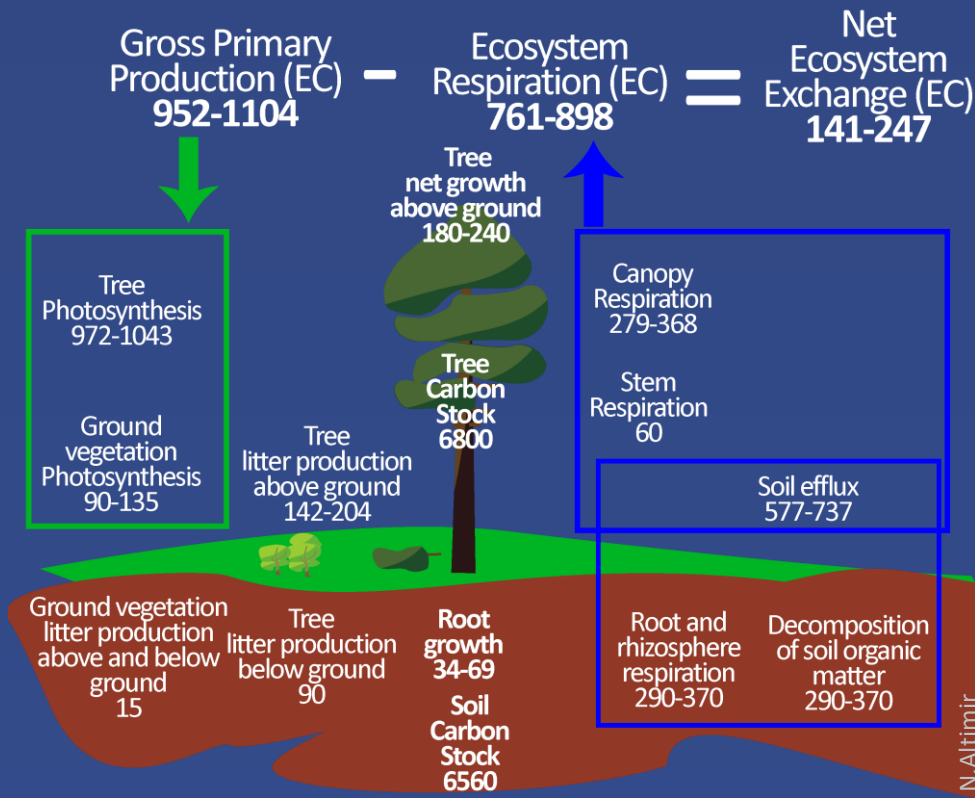 Gross Primary
Production (EC)
952-1104
–
Ecosystem
Respiration (EC)
761-898
=
Net
Ecosystem
Exchange (EC)
141-247
Tree
net growth
above ground
180-240
Tree
Photosynthesis
972-1043
Ground
vegetation
Photosynthesis
90-135
Tree
litter production
above ground
142-204
Tree
Carbon
Stock
6800
Canopy
Respiration
279-368
Stem
Respiration
60
Soil efflux
577-737
Ground vegetation
litter production
above and below
ground
15
Tree
litter production
below ground
90
Root
growth
34-69
Soil
Carbon
Stock
6560
Root and
rhizosphere
respiration
290-370
Decomposition
of soil organic
matter
290-370
N.Altimir